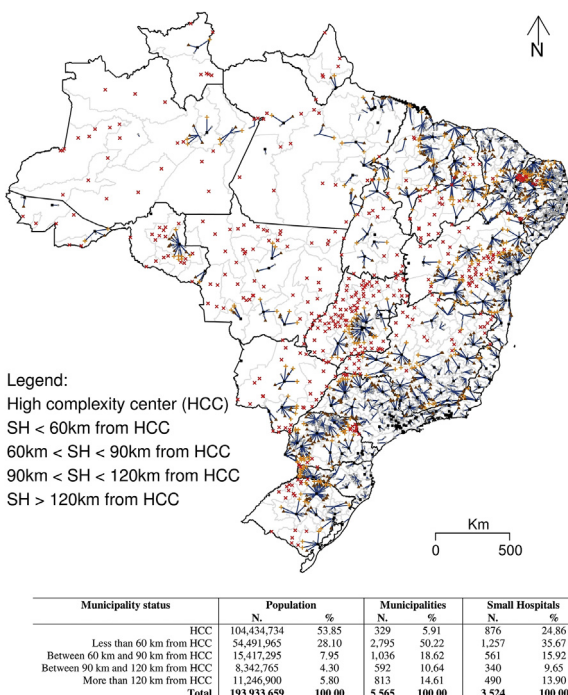 N
Legend:
High complexity center (HCC)
SH < 60km from HCC
60km < SH < 90km from HCC
90km < SH < 120km from HCC
SH > 120km from HCC
Km
0 500
Municipality status Population Municipalities Small Hospitals
N. % N. % N. %
HCC 104,434,734 53.85 329 5.91 876 24.86
Less than 60 km from HCC 54,491,965 28.10 2,795 50.22 1,257 35.67
Between 60 km and 90 km from HCC 15,417,295 7.95 1,036 18.62 561 15.92
Between 90 km and 120 km from HCC 8,342,765 4.30 592 10.64 340 9.65
More than 120 km from HCC 11,246,900 5.80 813 14.61 490 13.90
Total 193,933,659 100.00 5,565 100.00 3,524 100.00